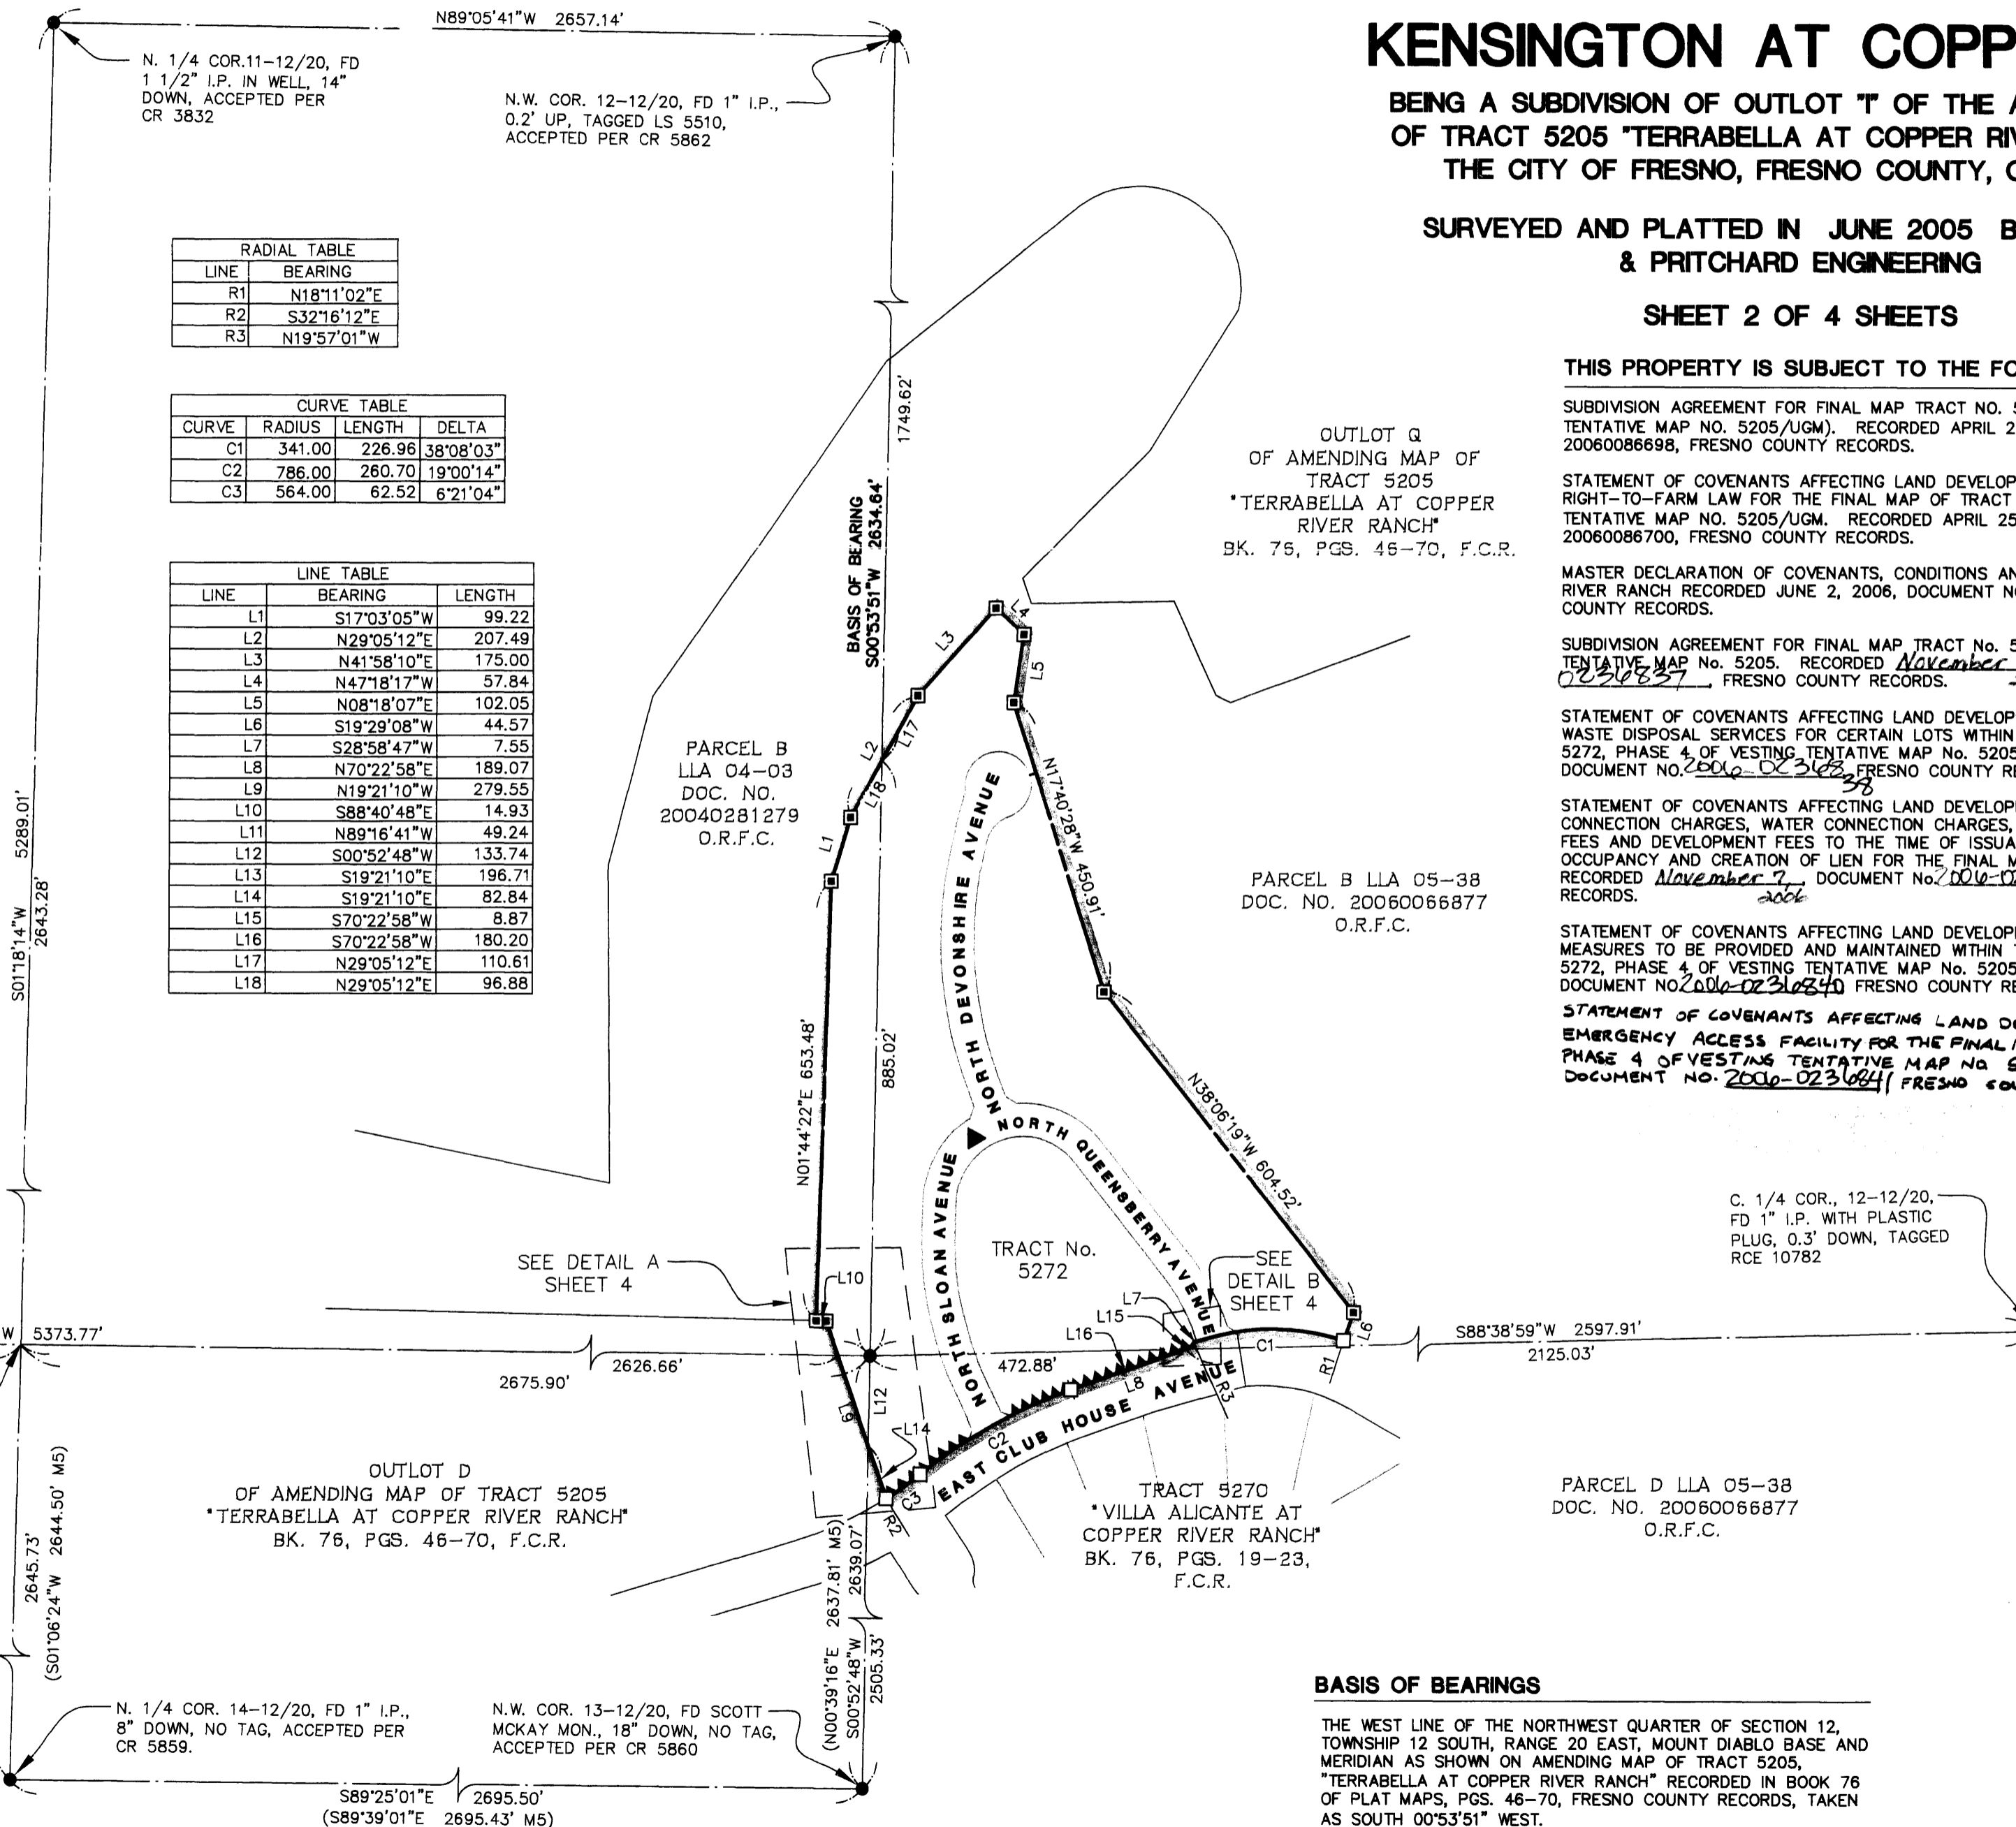 KENSINGTON AT COPP
BEING A SUBDIVISION OF OUTLOT "I" OF THE A
OF TRACT 5205 "TERRABELLA AT COPPER RIV
THE CITY OF FRESNO, FRESNO COUNTY, C
SURVEYED AND PLATTED IN JUNE 2005 B
& PRITCHARD ENGINEERING
SHEET 2 OF 4 SHEETS
THIS PROPERTY IS SUBJECT TO THE FO
SUBDIVISION AGREEMENT FOR FINAL MAP TRACT NO. 5
TENTATIVE MAP NO. 5205/UGM). RECORDED APRIL 2
20060086698, FRESNO COUNTY RECORDS.
STATEMENT OF COVENANTS AFFECTING LAND DEVELOP
RIGHT-TO-FARM LAW FOR THE FINAL MAP OF TRACT
TENTATIVE MAP NO. 5205/UGM. RECORDED APRIL 25
20060086700, FRESNO COUNTY RECORDS.
MASTER DECLARATION OF COVENANTS, CONDITIONS AN
RIVER RANCH RECORDED JUNE 2, 2006, DOCUMENT N
COUNTY RECORDS.
SUBDIVISION AGREEMENT FOR FINAL MAP TRACT No. 5
TENTATIVE MAP No. 5205. RECORDED November
0236837, FRESNO COUNTY RECORDS.
STATEMENT OF COVENANTS AFFECTING LAND DEVELOP
WASTE DISPOSAL SERVICES FOR CERTAIN LOTS WITHIN
5272, PHASE 4 OF VESTING TENTATIVE MAP No. 5205
DOCUMENT NO. 2006-0236838 FRESNO COUNTY RE
STATEMENT OF COVENANTS AFFECTING LAND DEVELOP
CONNECTION CHARGES, WATER CONNECTION CHARGES,
FEES AND DEVELOPMENT FEES TO THE TIME OF ISSUA
OCCUPANCY AND CREATION OF LIEN FOR THE FINAL M
RECORDED November 7, 2006 DOCUMENT No. 2006-02
RECORDS.
STATEMENT OF COVENANTS AFFECTING LAND DEVELOP
MEASURES TO BE PROVIDED AND MAINTAINED WITHIN
5272, PHASE 4 OF VESTING TENTATIVE MAP No. 5205
DOCUMENT NO. 2006-0236840 FRESNO COUNTY RE
STATEMENT OF COVENANTS AFFECTING LAND DE
EMERGENCY ACCESS FACILITY FOR THE FINAL
PHASE 4 OF VESTING TENTATIVE MAP NO. 5
DOCUMENT NO. 2006-0236841 FRESNO COU
N89°05'41"W 2657.14'
N. 1/4 COR.11-12/20, FD
1 1/2" I.P. IN WELL, 14"
DOWN, ACCEPTED PER
CR 3832
N.W. COR. 12-12/20, FD 1" I.P.,
0.2' UP, TAGGED LS 5510,
ACCEPTED PER CR 5862
RADIAL TABLE
LINE BEARING
R1 N18°11'02"E
R2 S32°16'12"E
R3 N19°57'01"W
CURVE TABLE
CURVE RADIUS LENGTH DELTA
C1 341.00 226.96 38°08'03"
C2 786.00 260.70 19°00'14"
C3 564.00 62.52 6°21'04"
LINE TABLE
LINE BEARING LENGTH
L1 S17°03'05"W 99.22
L2 N29°05'12"E 207.49
L3 N41°58'10"E 175.00
L4 N47°18'17"W 57.84
L5 N08°18'07"E 102.05
L6 S19°29'08"W 44.57
L7 S28°58'47"W 7.55
L8 N70°22'58"E 189.07
L9 N19°21'10"W 279.55
L10 S88°40'48"E 14.93
L11 N89°16'41"W 49.24
L12 S00°52'48"W 133.74
L13 S19°21'10"E 196.71
L14 S19°21'10"E 82.84
L15 S70°22'58"W 8.87
L16 S70°22'58"W 180.20
L17 N29°05'12"E 110.61
L18 N29°05'12"E 96.88
1749.62'
BASIS OF BEARING
S00°53'51"W 2634.64'
OUTLOT Q
OF AMENDING MAP OF
TRACT 5205
"TERRABELLA AT COPPER
RIVER RANCH"
BK. 76, PGS. 46-70, F.C.R.
L4
L3
L5
L17
L2
L18
L1
PARCEL B
LLA 04-03
DOC. NO.
20040281279
O.R.F.C.
N17°40'28"W 450.91'
PARCEL B LLA 05-38
DOC. NO. 20060066877
O.R.F.C.
S01°18'14"W 5289.01'
2643.28'
N01°44'22"E 653.48'
885.02'
NORTH DEVONSHIRE AVENUE
NORTH QUEENSBERRY AVENUE
NORTH SLOAN AVENUE
N38°06'19"W 604.52'
TRACT No.
5272
SEE DETAIL A
SHEET 4
L10
SEE
DETAIL B
SHEET 4
L7
L15
L16
L6
C1
R1
C. 1/4 COR., 12-12/20,
FD 1" I.P. WITH PLASTIC
PLUG, 0.3' DOWN, TAGGED
RCE 10782
W 5373.77'
2626.66'
2675.90'
472.88'
S88°38'59"W 2597.91'
2125.03'
L12
L9
L14
L8
R3
C2
C3
R2
EAST CLUB HOUSE AVENUE
OUTLOT D
OF AMENDING MAP OF TRACT 5205
"TERRABELLA AT COPPER RIVER RANCH"
BK. 76, PGS. 46-70, F.C.R.
TRACT 5270
"VILLA ALICANTE AT
COPPER RIVER RANCH"
BK. 76, PGS. 19-23,
F.C.R.
PARCEL D LLA 05-38
DOC. NO. 20060066877
O.R.F.C.
2645.73'
(S01°06'24"W 2644.50' M5)
(N00°39'16"E 2637.81' M5)
S00°52'48"W 2639.07'
2505.33'
N. 1/4 COR. 14-12/20, FD 1" I.P.,
8" DOWN, NO TAG, ACCEPTED PER
CR 5859.
N.W. COR. 13-12/20, FD SCOTT
MCKAY MON., 18" DOWN, NO TAG,
ACCEPTED PER CR 5860
S89°25'01"E 2695.50'
(S89°39'01"E 2695.43' M5)
BASIS OF BEARINGS
THE WEST LINE OF THE NORTHWEST QUARTER OF SECTION 12,
TOWNSHIP 12 SOUTH, RANGE 20 EAST, MOUNT DIABLO BASE AND
MERIDIAN AS SHOWN ON AMENDING MAP OF TRACT 5205,
"TERRABELLA AT COPPER RIVER RANCH" RECORDED IN BOOK 76
OF PLAT MAPS, PGS. 46-70, FRESNO COUNTY RECORDS, TAKEN
AS SOUTH 00°53'51" WEST.